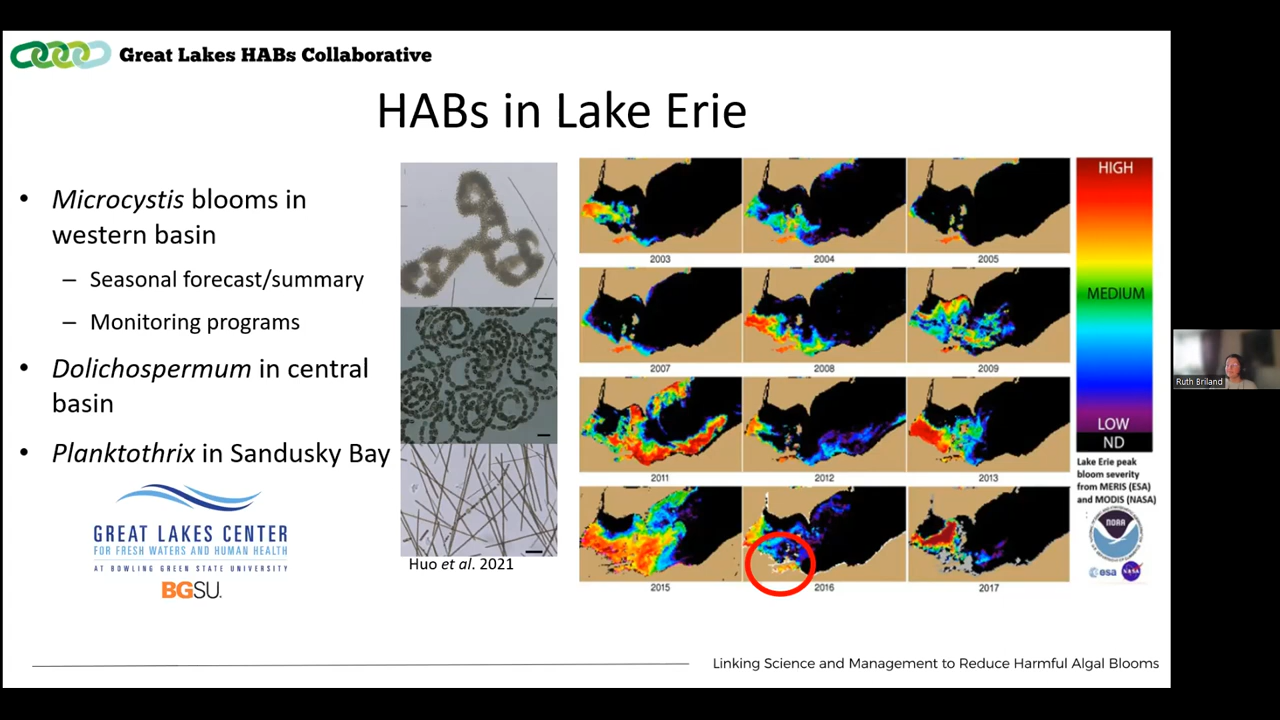 Great Lakes HABs Collaborative
HABs in Lake Erie
• Microcystis blooms in
western basin
– Seasonal forecast/summary
– Monitoring programs
• Dolichospermum in central
basin
• Planktothrix in Sandusky Bay
GREAT LAKES CENTER
FOR FRESH WATERS AND HUMAN HEALTH
AT BOWLING GREEN STATE UNIVERSITY
BGSU.
Huo et al. 2021
2003
2004
2005
2007
2008
2009
2011
2012
2013
2015
2016
2017
HIGH
MEDIUM
LOW
ND
Lake Erie peak
bloom severity
from MERIS (ESA)
and MODIS (NASA)
NOAA
esa
NASA
Linking Science and Management to Reduce Harmful Algal Blooms
Ruth Briland